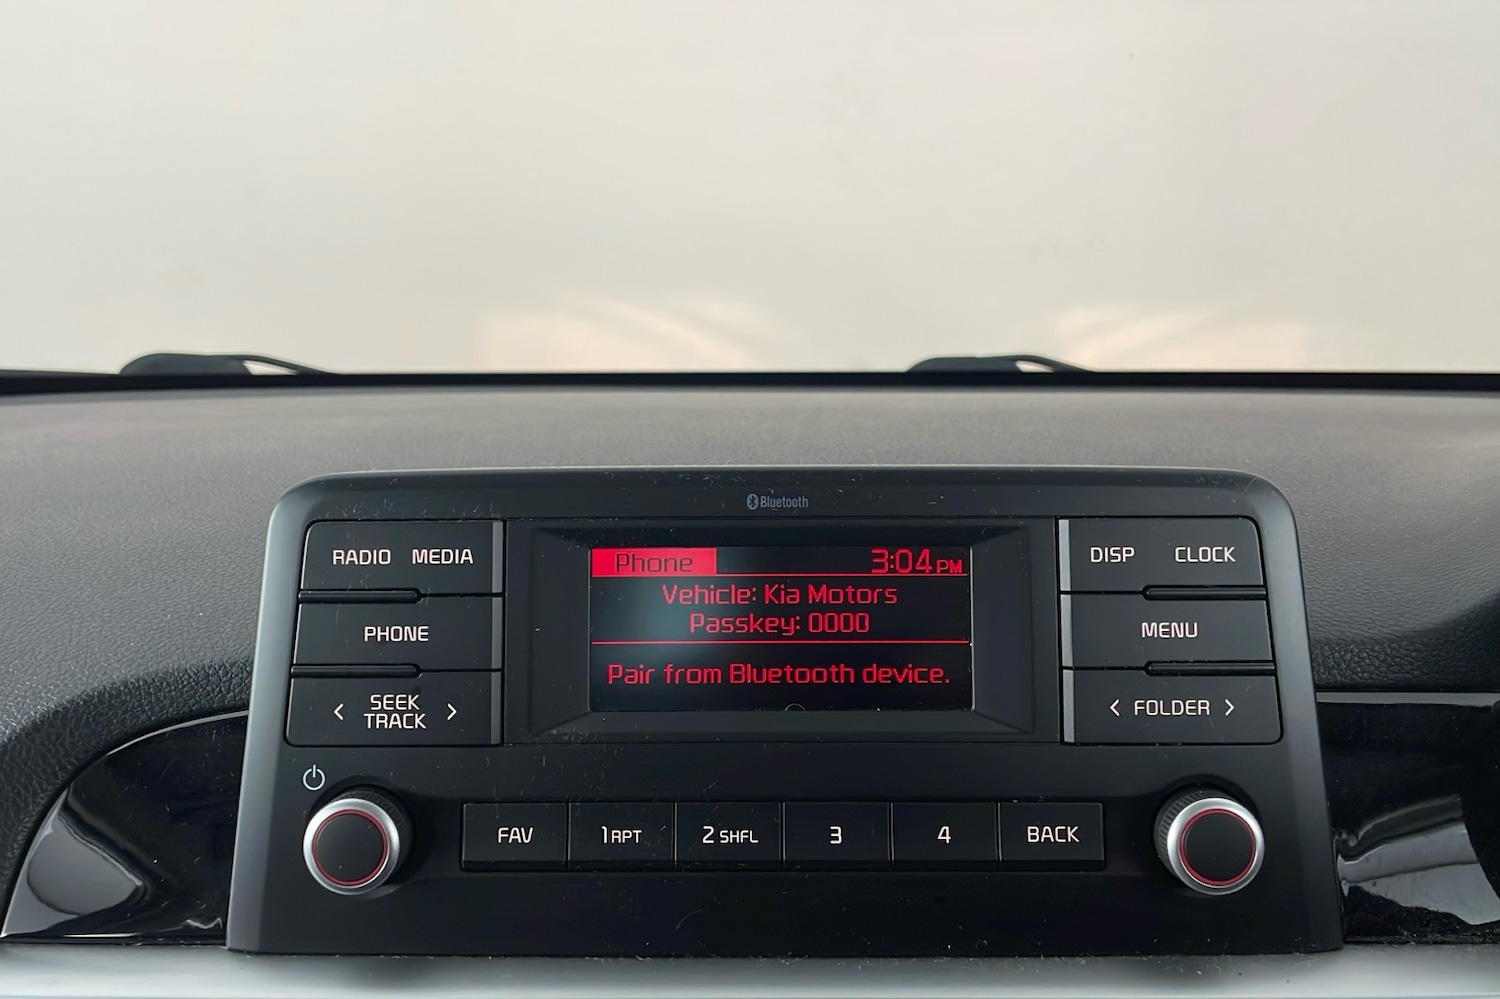 Bluetooth
RADIO MEDIA
PHONE
< SEEK TRACK >
Phone 3:04 PM
Vehicle: Kia Motors
Passkey: 0000
Pair from Bluetooth device.
DISP CLOCK
MENU
< FOLDER >
FAV 1 RPT 2 SHFL 3 4 BACK